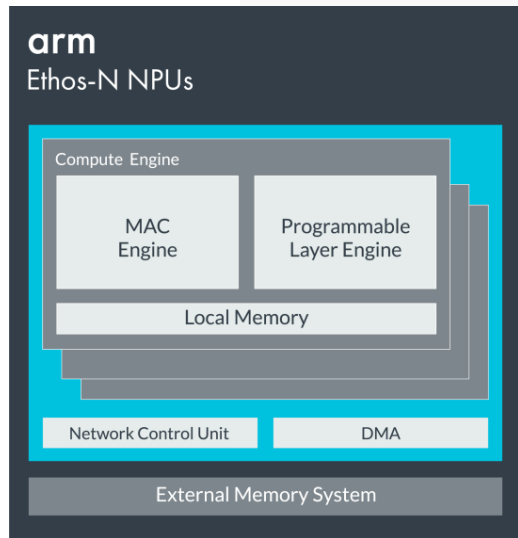 arm
Ethos-N NPUs
Compute Engine
MAC
Engine
Programmable
Layer Engine
Local Memory
Network Control Unit
DMA
External Memory System